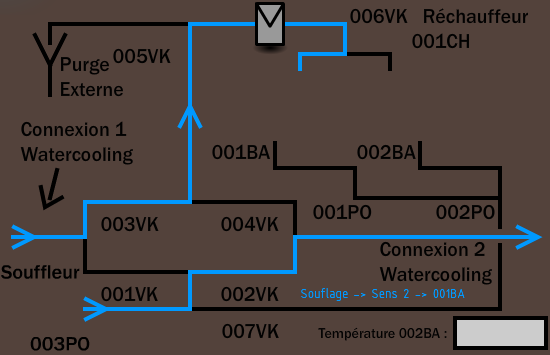 006VK Réchauffeur
001CH
005VK
Purge
Externe
Connexion 1
Watercooling
001BA
002BA
003VK
004VK
001PO
002PO
Connexion 2
Watercooling
Souffleur
001VK
002VK
Souflage -> Sens 2 -> 001BA
007VK
Température 002BA :
003PO